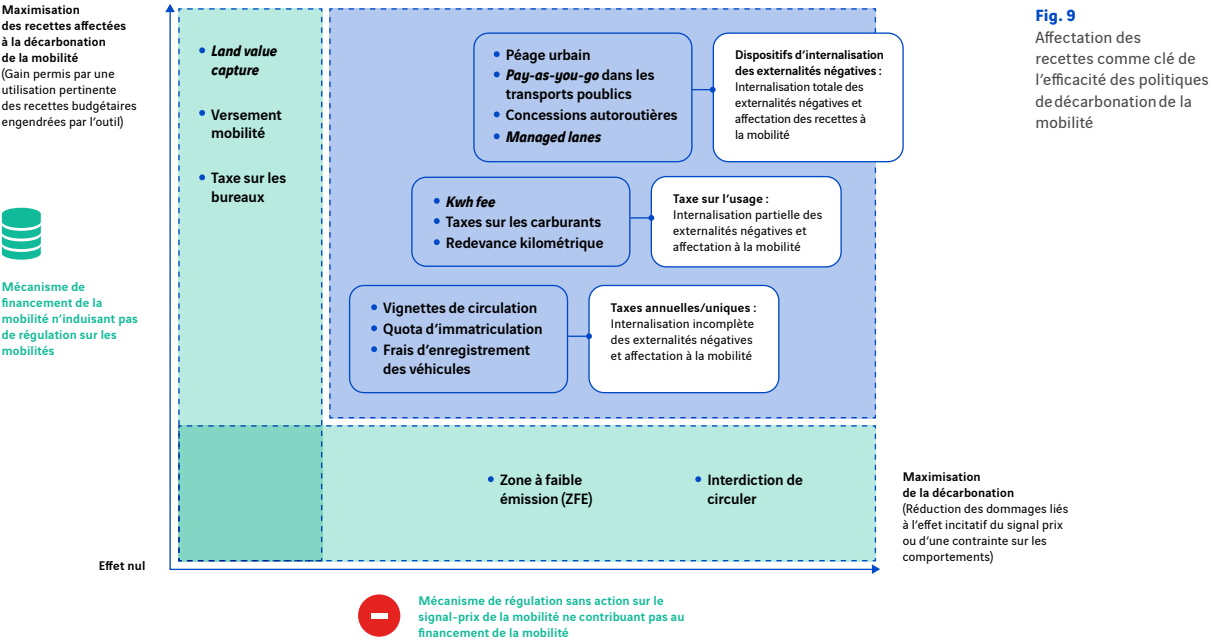 Maximisation
des recettes affectées
à la décarbonation
de la mobilité
(Gain permis par une
utilisation pertinente
des recettes budgétaires
engendrées par l'outil)
Mécanisme de
financement de la
mobilité n'induisant pas
de régulation sur les
mobilités
• Land value
capture
• Versement
mobilité
• Taxe sur les
bureaux
• Péage urbain
• Pay-as-you-go dans les
transports poublics
• Concessions autoroutières
• Managed lanes
Dispositifs d'internalisation
des externalités négatives :
Internalisation totale des
externalités négatives et
affectation des recettes à
la mobilité
• Kwh fee
• Taxes sur les carburants
• Redevance kilométrique
Taxe sur l'usage :
Internalisation partielle des
externalités négatives et
affectation à la mobilité
• Vignettes de circulation
• Quota d'immatriculation
• Frais d'enregistrement
des véhicules
Taxes annuelles/uniques :
Internalisation incomplète
des externalités négatives
et affectation à la mobilité
• Zone à faible
émission (ZFE)
• Interdiction de
circuler
Effet nul
Maximisation
de la décarbonation
(Réduction des dommages liés
à l'effet incitatif du signal prix
ou d'une contrainte sur les
comportements)
Mécanisme de régulation sans action sur le
signal-prix de la mobilité ne contribuant pas au
financement de la mobilité
Fig. 9
Affectation des
recettes comme clé de
l'efficacité des politiques
de décarbonation de la
mobilité